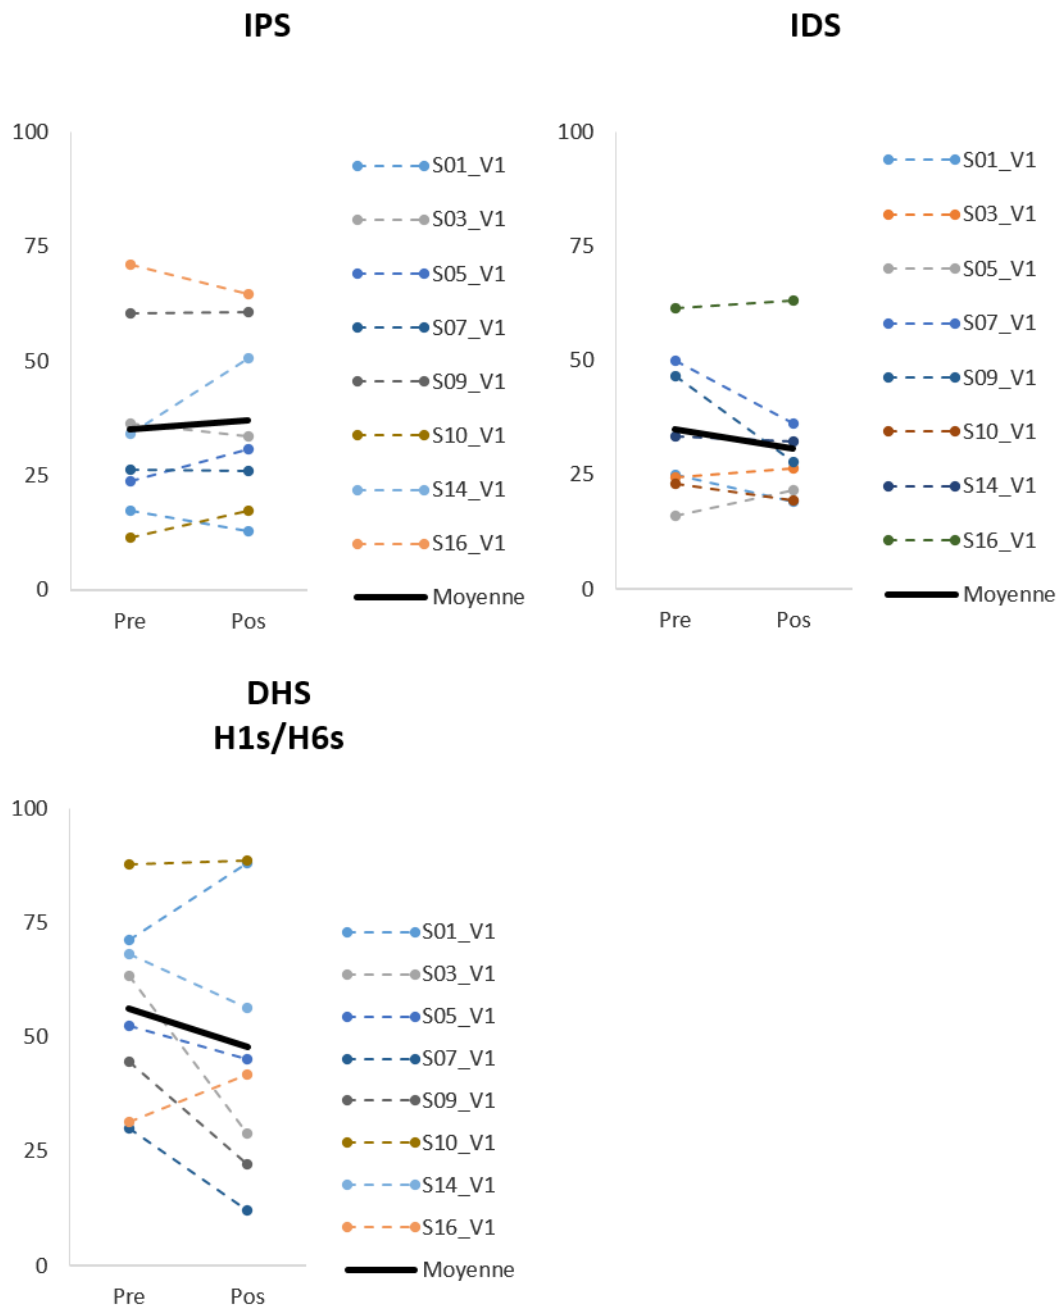 IPS
100
75
50
25
0
Pre Pos
S01_V1
S03_V1
S05_V1
S07_V1
S09_V1
S10_V1
S14_V1
S16_V1
Moyenne
IDS
100
75
50
25
0
Pre Pos
S01_V1
S03_V1
S05_V1
S07_V1
S09_V1
S10_V1
S14_V1
S16_V1
Moyenne
DHS
H1s/H6s
100
75
50
25
0
Pre Pos
S01_V1
S03_V1
S05_V1
S07_V1
S09_V1
S10_V1
S14_V1
S16_V1
Moyenne